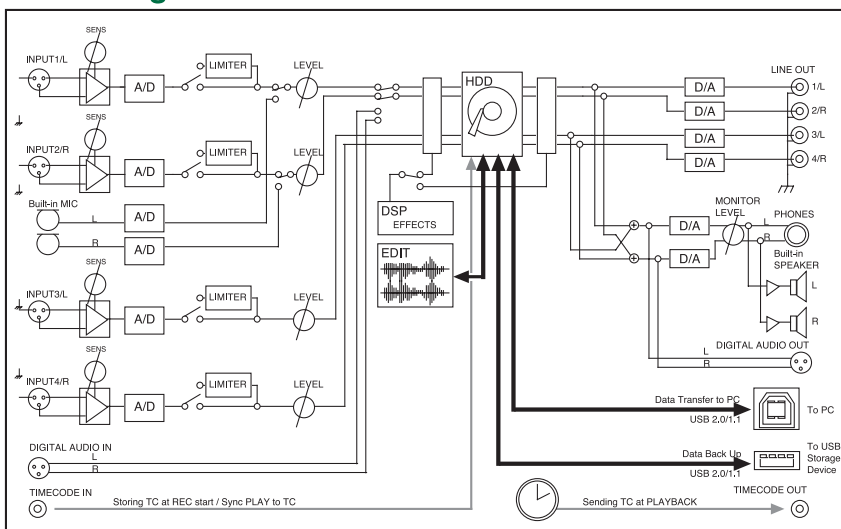 SENS
INPUT1/L
A/D
LIMITER
LEVEL
HDD
D/A
LINE OUT
1/L
D/A
2/R
D/A
3/L
D/A
4/R
SENS
INPUT2/R
A/D
LIMITER
LEVEL
Built-in MIC
L
A/D
R
A/D
DSP
EFFECTS
EDIT
MONITOR
LEVEL
D/A
L
R
PHONES
D/A
Built-in
SPEAKER
L
R
SENS
INPUT3/L
A/D
LIMITER
LEVEL
SENS
INPUT4/R
A/D
LIMITER
LEVEL
DIGITAL AUDIO OUT
L
R
Data Transfer to PC
USB 2.0/1.1
To PC
DIGITAL AUDIO IN
L
R
Data Back Up
USB 2.0/1.1
To USB
Storage
Device
TIMECODE IN
Storing TC at REC start / Sync PLAY to TC
Sending TC at PLAYBACK
TIMECODE OUT